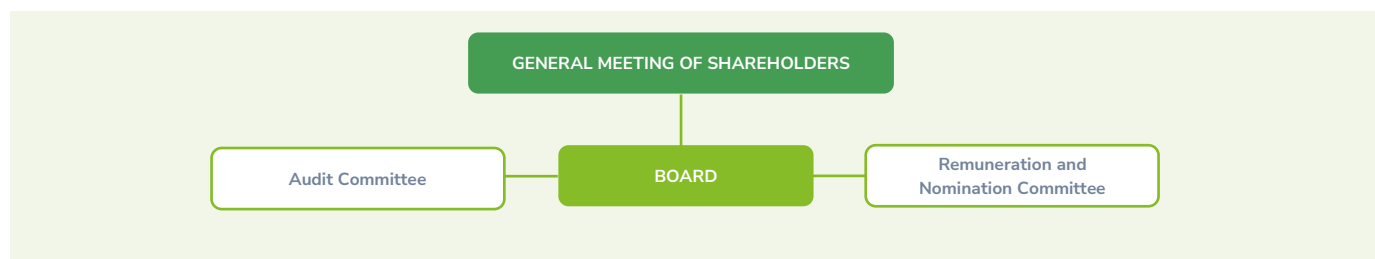 GENERAL MEETING OF SHAREHOLDERS
Audit Committee
BOARD
Remuneration and
Nomination Committee